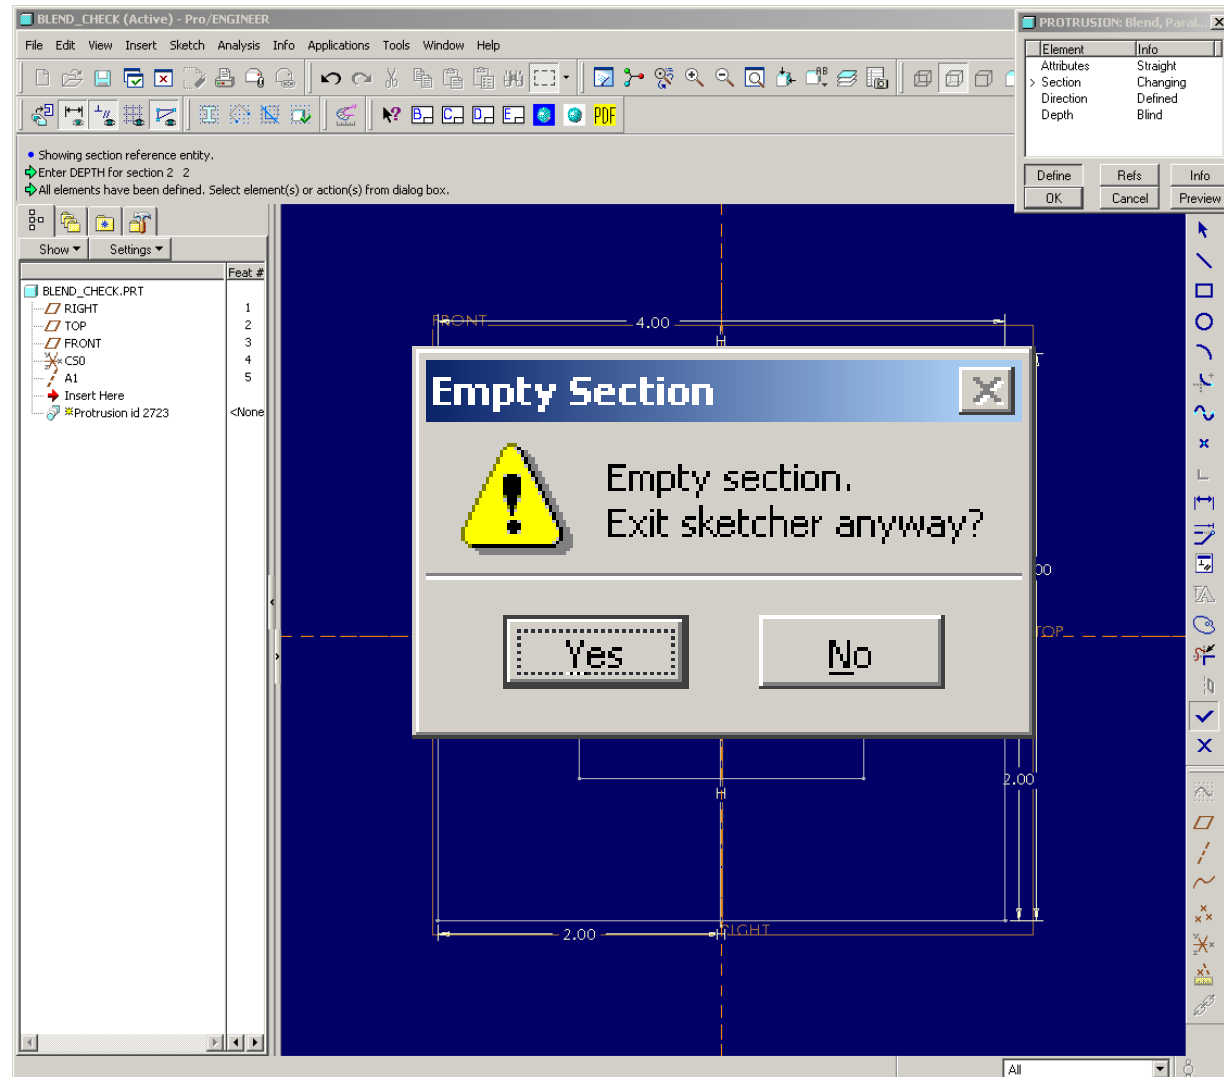 BLEND_CHECK (Active) - Pro/ENGINEER
File Edit View Insert Sketch Analysis Info Applications Tools Window Help
Showing section reference entity.
Enter DEPTH for section 2 2
All elements have been defined. Select element(s) or action(s) from dialog box.
PROTRUSION: Blend, Paral...
Element Info
Attributes Straight
> Section Changing
Direction Defined
Depth Blind
Define Refs Info
OK Cancel Preview
Show Settings
Feat #
BLEND_CHECK.PRT
RIGHT 1
TOP 2
FRONT 3
CS0 4
A1 5
Insert Here
Protrusion id 2723 <None
FRONT
4.00
H
Empty Section
Empty section.
Exit sketcher anyway?
Yes No
00
TOP
2.00
H
2.00
H
RIGHT
B
C
D
E
PDF
All